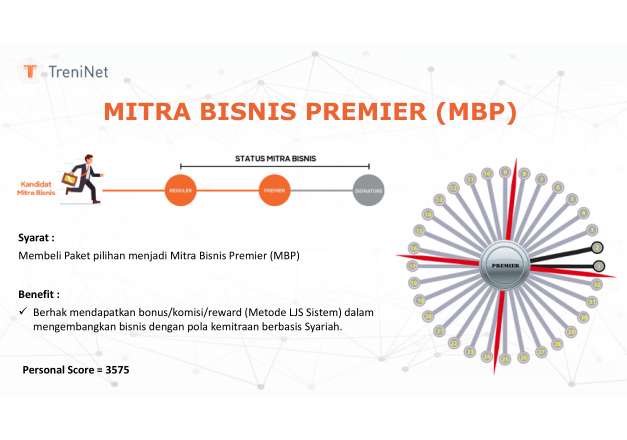 TreniNet
MITRA BISNIS PREMIER (MBP)
STATUS MITRA BISNIS
Kandidat
Mitra Bisnis
REGULER
PREMIER
SIGNATURE
Syarat :
Membeli Paket pilihan menjadi Mitra Bisnis Premier (MBP)
Benefit :
✓ Berhak mendapatkan bonus/komisi/reward (Metode LJS Sistem) dalam
mengembangkan bisnis dengan pola kemitraan berbasis Syariah.
Personal Score = 3575
PREMIER